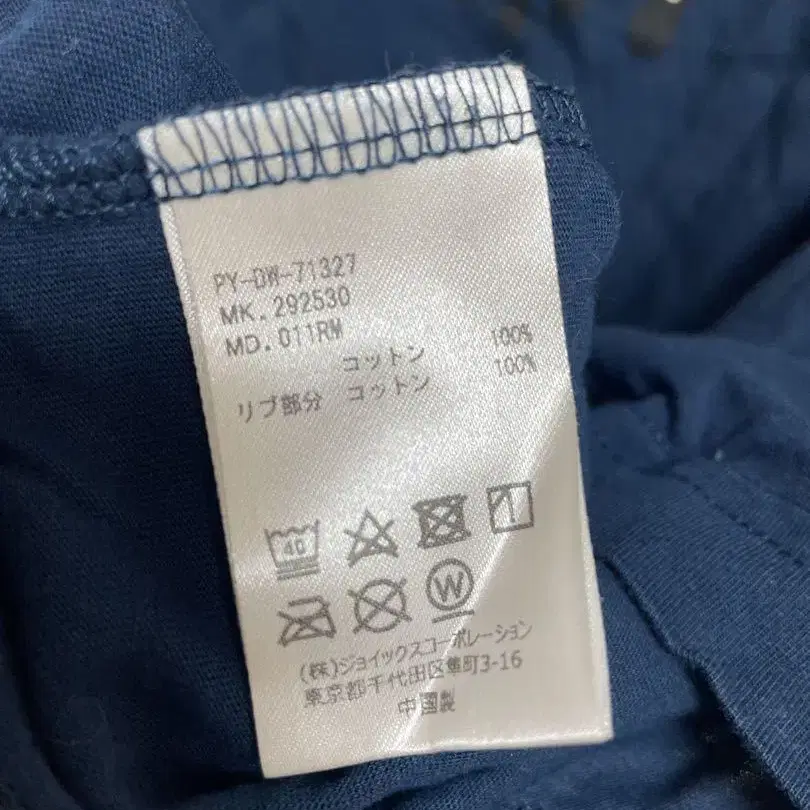 PY-DW-71327
MK.292530
MD.011RM
コットン 100%
リブ部分 コットン 100%
40
W
(株)ジョイックスコーポレーション
東京都千代田区隼町3-16
中国製